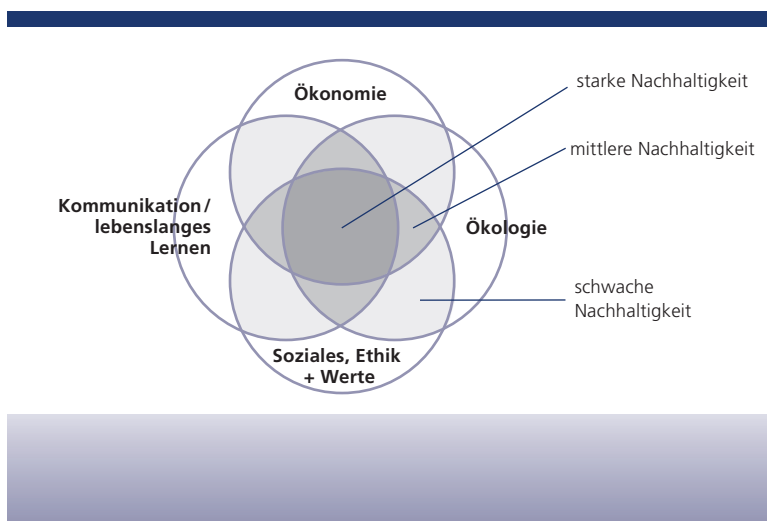 Ökonomie
starke Nachhaltigkeit
mittlere Nachhaltigkeit
Kommunikation/
lebenslanges
Lernen
Ökologie
schwache
Nachhaltigkeit
Soziales, Ethik
+ Werte